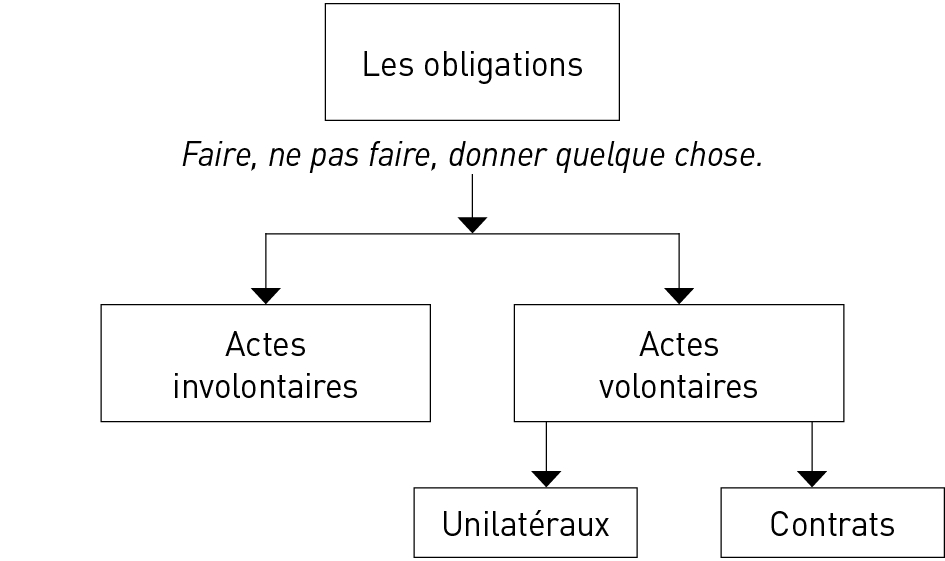 Les obligations
Faire, ne pas faire, donner quelque chose.
Actes
involontaires
Actes
volontaires
Unilatéraux
Contrats